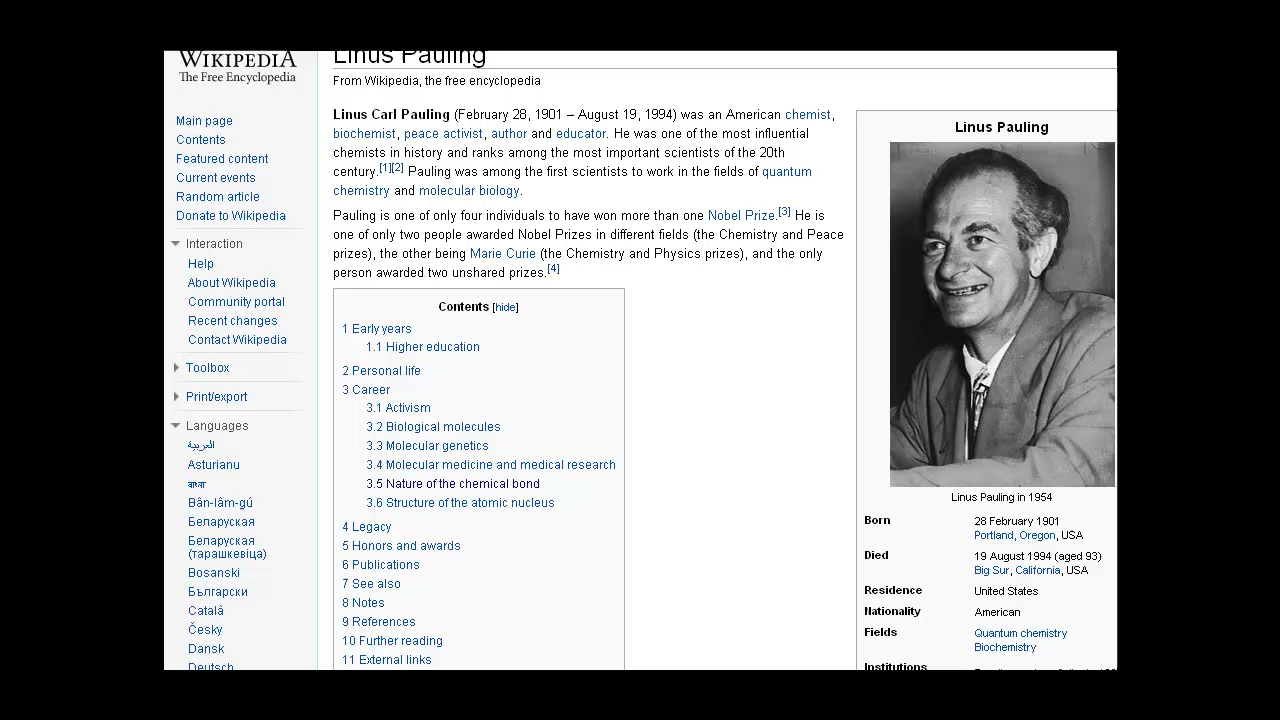 WIKIPEDIA
The Free Encyclopedia
Main page
Contents
Featured content
Current events
Random article
Donate to Wikipedia
Interaction
Help
About Wikipedia
Community portal
Recent changes
Contact Wikipedia
Toolbox
Print/export
Languages
العربية
Asturianu
বাংলা
Bân-lâm-gú
Беларуская
Беларуская
(тарашкевіца)
Bosanski
Български
Català
Česky
Dansk
Deutsch
Linus Pauling
From Wikipedia, the free encyclopedia
Linus Carl Pauling (February 28, 1901 – August 19, 1994) was an American chemist,
biochemist, peace activist, author and educator. He was one of the most influential
chemists in history and ranks among the most important scientists of the 20th
century.[1][2] Pauling was among the first scientists to work in the fields of quantum
chemistry and molecular biology.
Pauling is one of only four individuals to have won more than one Nobel Prize.[3] He is
one of only two people awarded Nobel Prizes in different fields (the Chemistry and Peace
prizes), the other being Marie Curie (the Chemistry and Physics prizes), and the only
person awarded two unshared prizes.[4]
Contents [hide]
1 Early years
1.1 Higher education
2 Personal life
3 Career
3.1 Activism
3.2 Biological molecules
3.3 Molecular genetics
3.4 Molecular medicine and medical research
3.5 Nature of the chemical bond
3.6 Structure of the atomic nucleus
4 Legacy
5 Honors and awards
6 Publications
7 See also
8 Notes
9 References
10 Further reading
11 External links
Linus Pauling
Linus Pauling in 1954
Born 28 February 1901
Portland, Oregon, USA
Died 19 August 1994 (aged 93)
Big Sur, California, USA
Residence United States
Nationality American
Fields Quantum chemistry
Biochemistry
Institutions